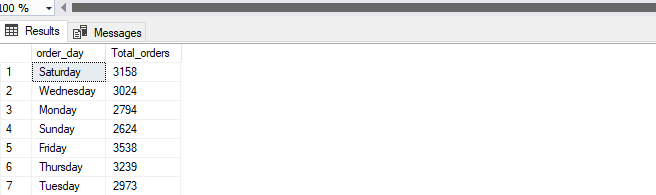 100 %
Results Messages
order_day Total_orders
1 Saturday 3158
2 Wednesday 3024
3 Monday 2794
4 Sunday 2624
5 Friday 3538
6 Thursday 3239
7 Tuesday 2973